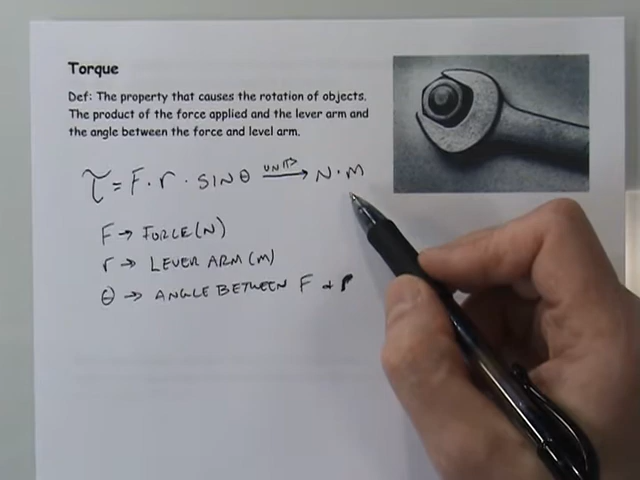 Torque
Def: The property that causes the rotation of objects.
The product of the force applied and the lever arm and
the angle between the force and level arm.
τ = F · r · SIN θ UNITS → N · M
F → FORCE (N)
r → LEVER ARM (M)
θ → ANGLE BETWEEN F + r